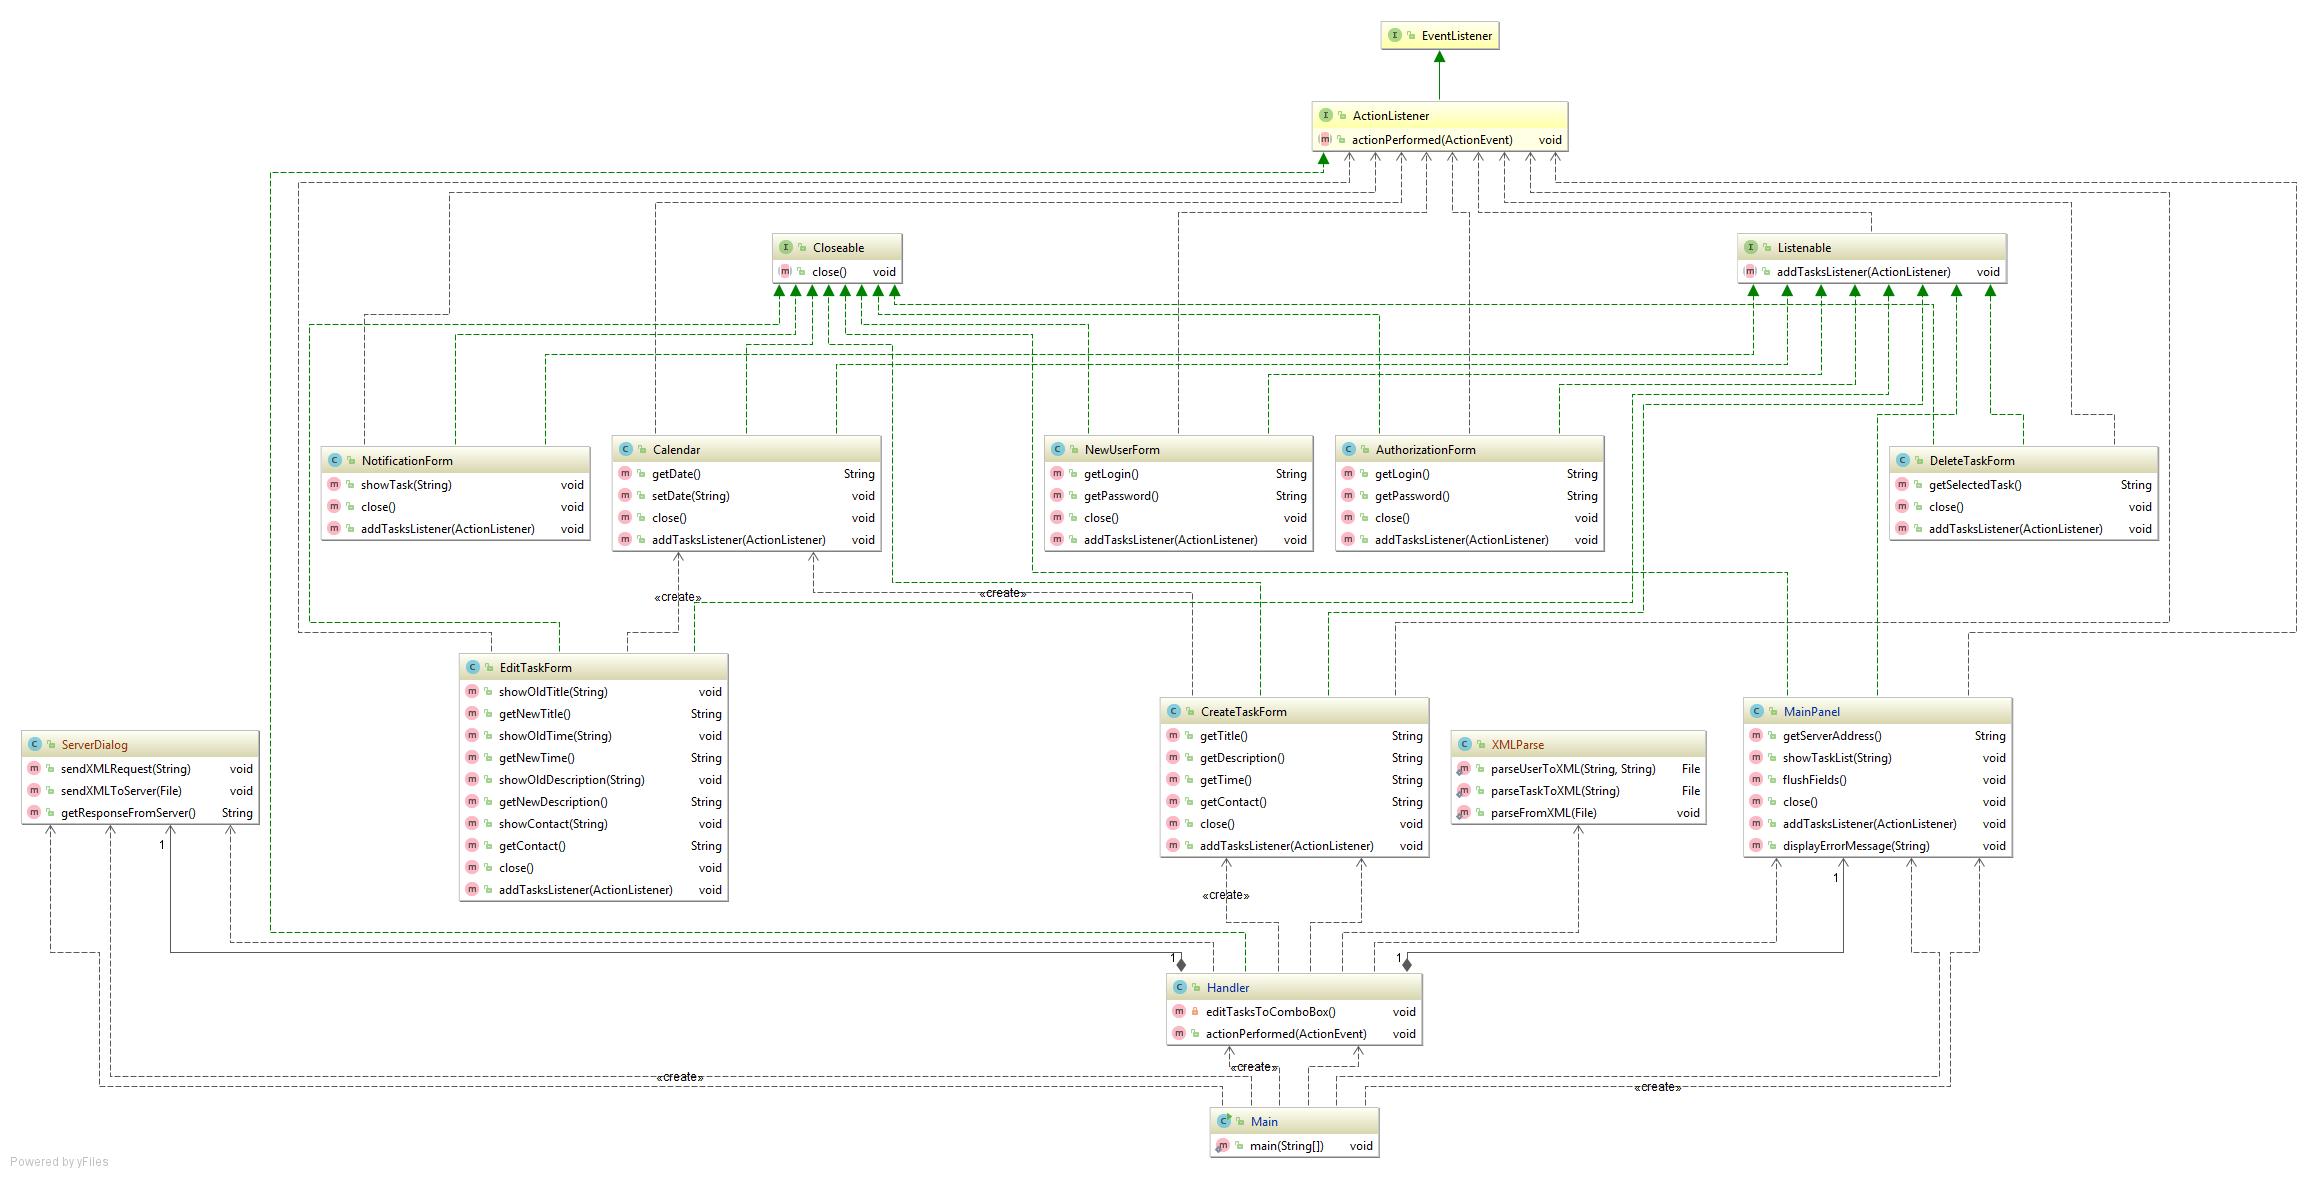 EventListener
ActionListener
actionPerformed(ActionEvent) void
Closeable
close() void
Listenable
addTasksListener(ActionListener) void
NotificationForm
showTask(String) void
close() void
addTasksListener(ActionListener) void
Calendar
getDate() String
setDate(String) void
close() void
addTasksListener(ActionListener) void
NewUserForm
getLogin() String
getPassword() String
close() void
addTasksListener(ActionListener) void
AuthorizationForm
getLogin() String
getPassword() String
close() void
addTasksListener(ActionListener) void
DeleteTaskForm
getSelectedTask() String
close() void
addTasksListener(ActionListener) void
«create»
«create»
EditTaskForm
showOldTitle(String) void
getNewTitle() String
showOldTime(String) void
getNewTime() String
showOldDescription(String) void
getNewDescription() String
showContact(String) void
getContact() String
close() void
addTasksListener(ActionListener) void
ServerDialog
sendXMLRequest(String) void
sendXMLToServer(File) void
getResponseFromServer() String
CreateTaskForm
getTitle() String
getDescription() String
getTime() String
getContact() String
close() void
addTasksListener(ActionListener) void
XMLParse
parseUserToXML(String, String) File
parseTaskToXML(String) File
parseFromXML(File) void
MainPanel
getServerAddress() String
showTaskList(String) void
flushFields() void
close() void
addTasksListener(ActionListener) void
displayErrorMessage(String) void
1
1
«create»
1
1
Handler
editTasksToComboBox() void
actionPerformed(ActionEvent) void
«create»
«create»
«create»
Main
main(String[]) void
Powered by yFiles